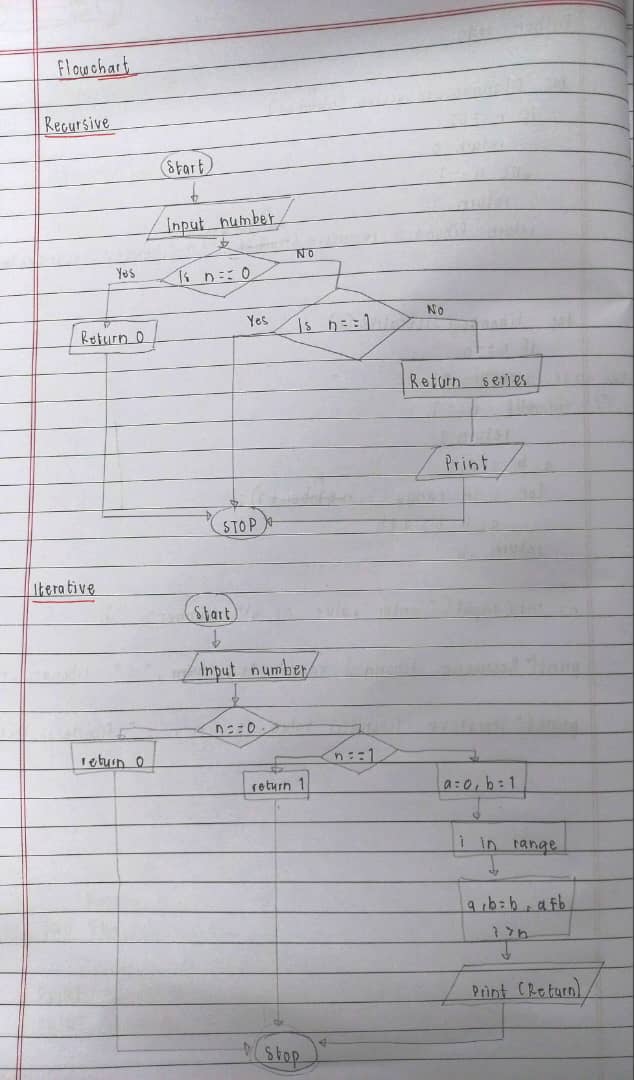 Flowchart
Recursive
Start
Input number
Is n == 0
Yes
No
Return 0
Is n==1
Yes
No
Return series
Print
STOP
Iterative
Start
Input number
n==0
return 0
n==1
return 1
a=0, b=1
i in range
a,b=b, a+b
i>n
Print (Return)
Stop